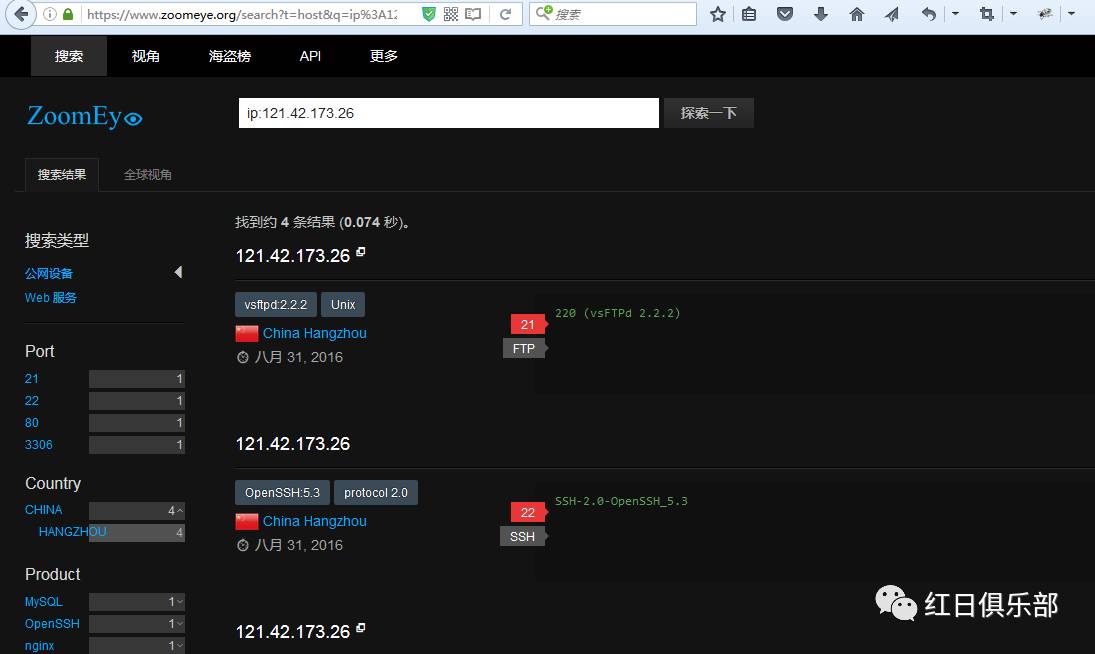 https://www.zoomeye.org/search?t=host&q=ip%3A12
搜索
搜索 视角 海盗榜 API 更多
ZoomEye
ip:121.42.173.26 探索一下
搜索结果 全球视角
找到约 4 条结果 (0.074 秒)。
搜索类型
公网设备
Web 服务
Port
21 1
22 1
80 1
3306 1
Country
CHINA 4
HANGZHOU 4
Product
MySQL 1
OpenSSH 1
nginx 1
121.42.173.26
vsftpd:2.2.2 Unix
China Hangzhou
八月 31, 2016
21
FTP
220 (vsFTPd 2.2.2)
121.42.173.26
OpenSSH:5.3 protocol 2.0
China Hangzhou
八月 31, 2016
22
SSH
SSH-2.0-OpenSSH_5.3
121.42.173.26
红日俱乐部